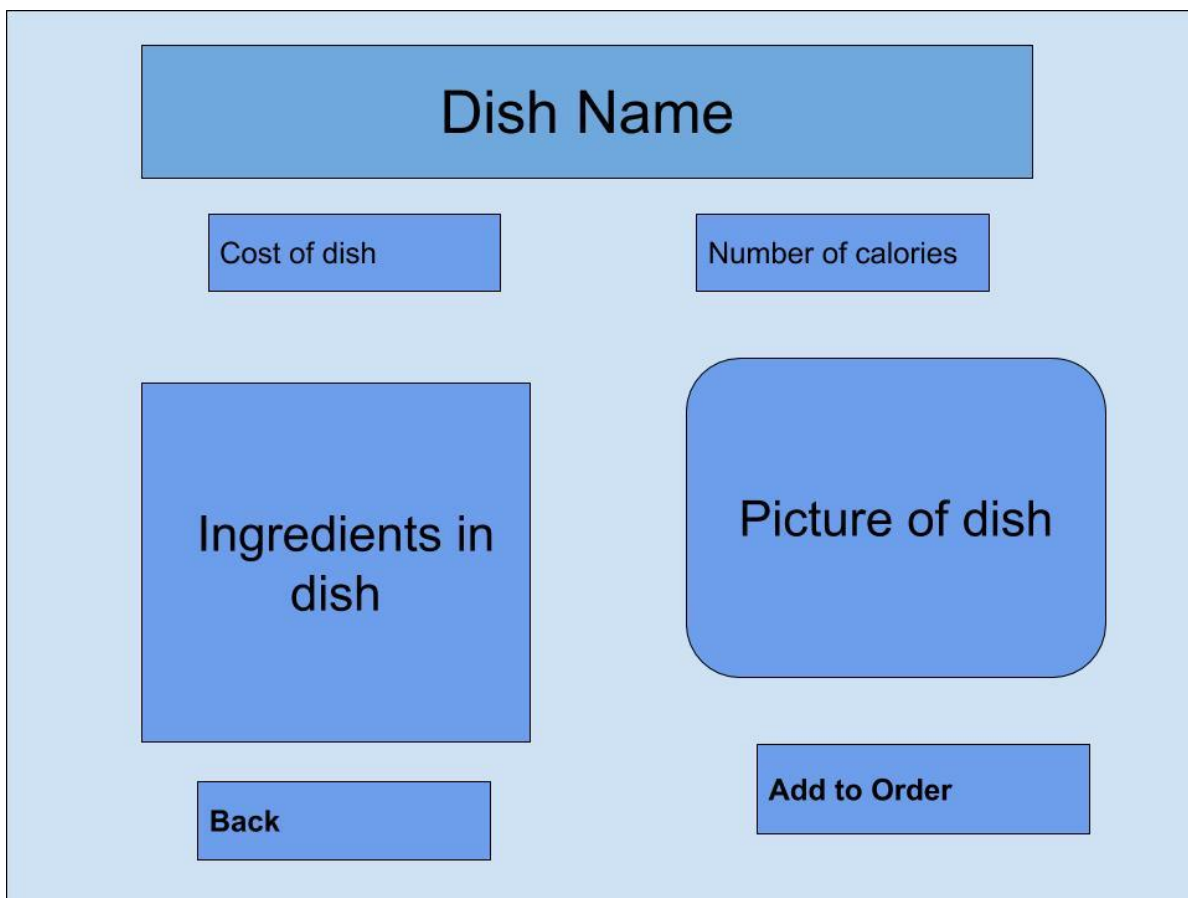 Dish Name
Cost of dish
Number of calories
Ingredients in
dish
Picture of dish
Back
Add to Order